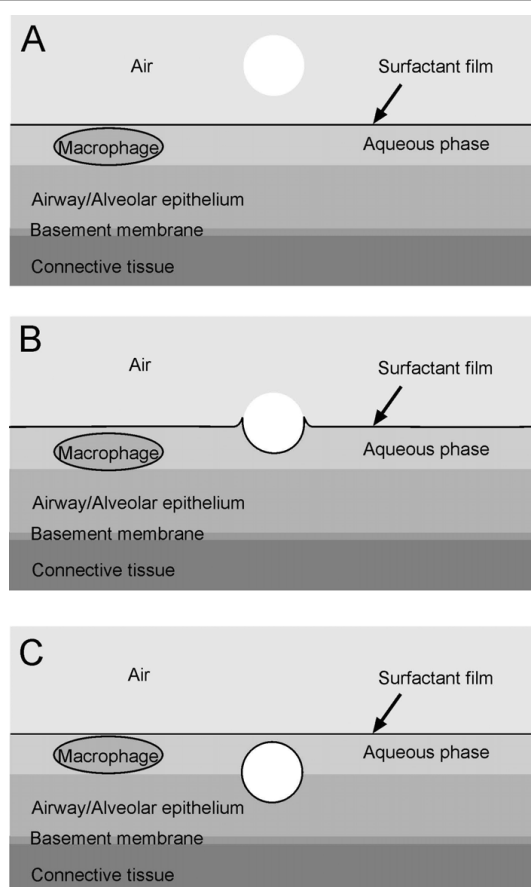 A
Air
Surfactant film
Macrophage
Aqueous phase
Airway/Alveolar epithelium
Basement membrane
Connective tissue
B
Air
Surfactant film
Macrophage
Aqueous phase
Airway/Alveolar epithelium
Basement membrane
Connective tissue
C
Air
Surfactant film
Macrophage
Aqueous phase
Airway/Alveolar epithelium
Basement membrane
Connective tissue